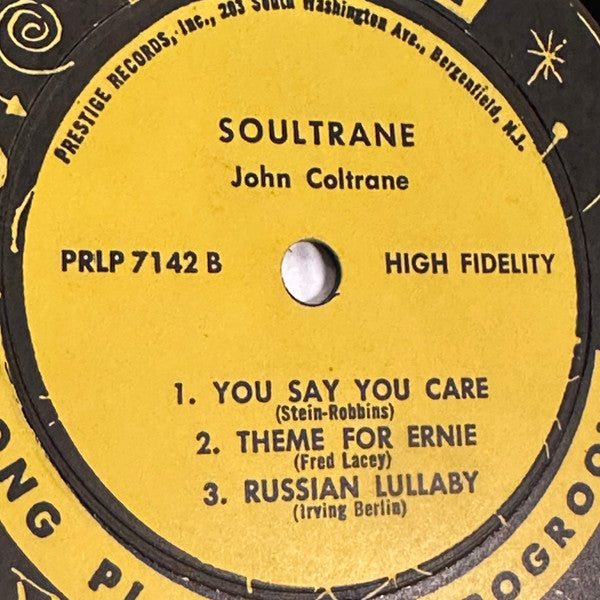 PRESTIGE RECORDS, Inc., 203 South Washington Ave., Bergenfield, N.J.
SOULTRANE
John Coltrane
PRLP 7142 B
HIGH FIDELITY
1. YOU SAY YOU CARE
(Stein-Robbins)
2. THEME FOR ERNIE
(Fred Lacey)
3. RUSSIAN LULLABY
(Irving Berlin)